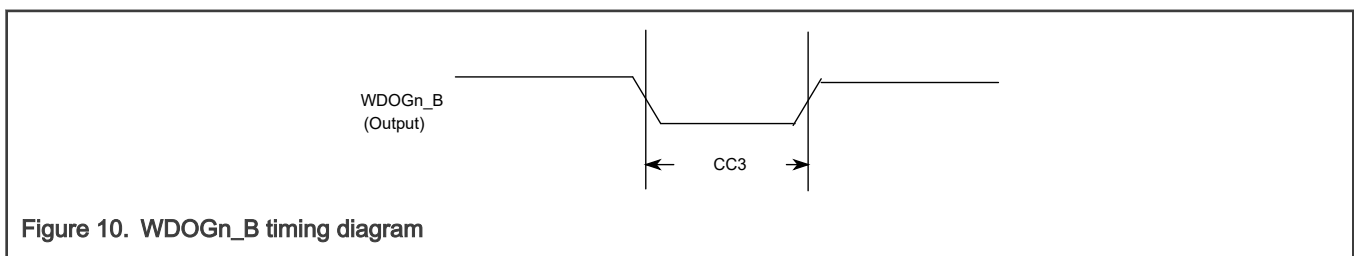 WDOGn_B
(Output)
CC3
Figure 10. WDOGn_B timing diagram